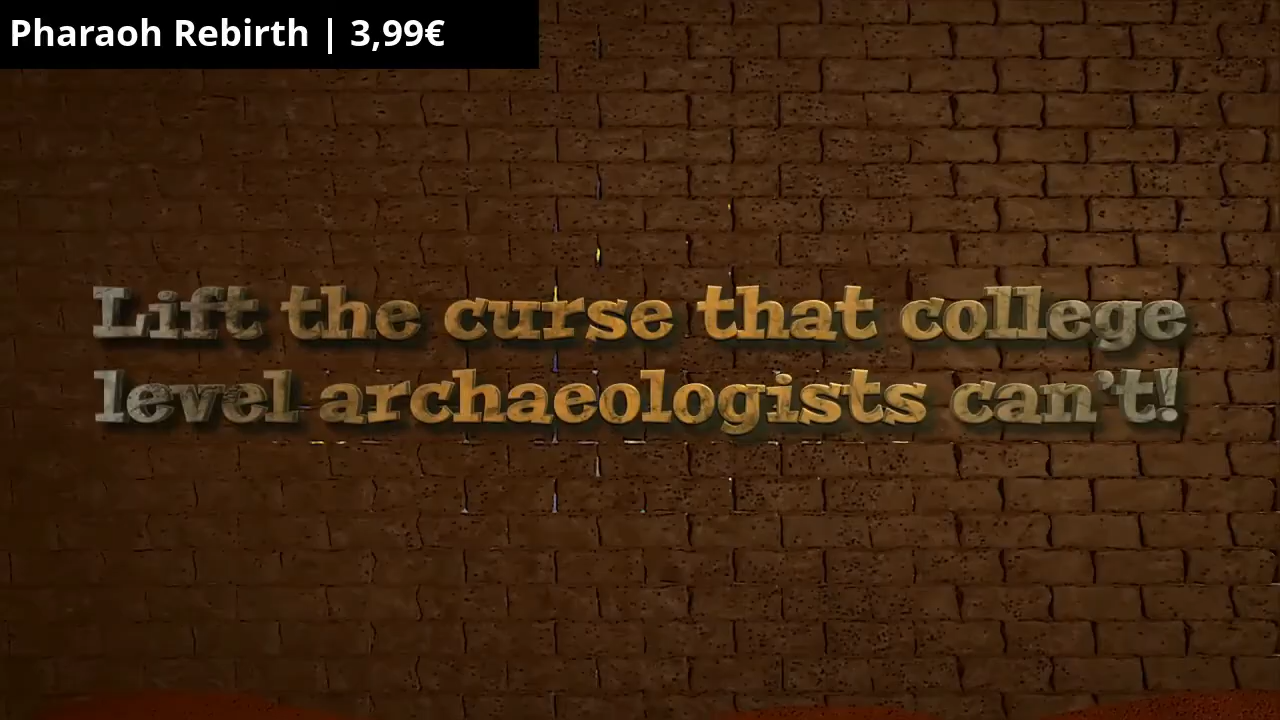 Pharaoh Rebirth | 3,99€
Lift the curse that college
level archaeologists can't!